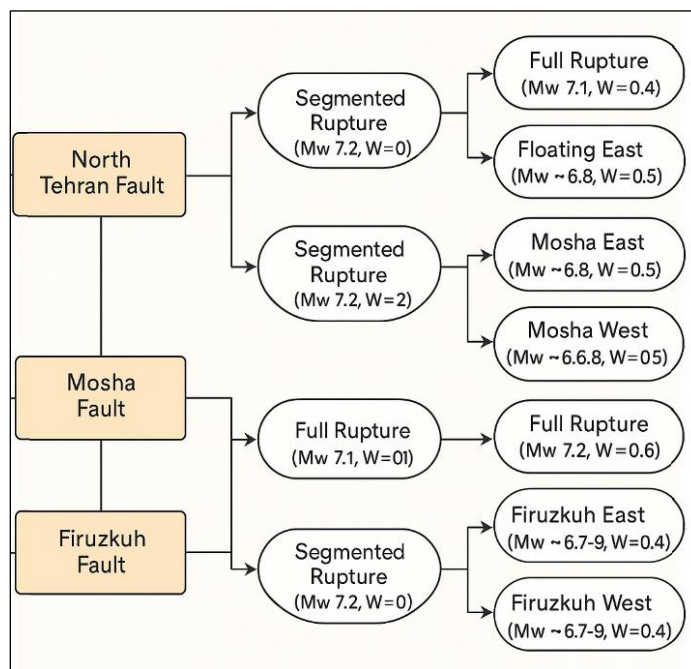 North
Tehran Fault
Mosha
Fault
Firuzkuh
Fault
Segmented
Rupture
(Mw 7.2, W=0)
Segmented
Rupture
(Mw 7.2, W=2)
Full Rupture
(Mw 7.1, W=01)
Segmented
Rupture
(Mw 7.2, W=0)
Full Rupture
(Mw 7.1, W=0.4)
Floating East
(Mw ~6.8, W=0.5)
Mosha East
(Mw ~6.8, W=0.5)
Mosha West
(Mw ~6.6.8, W=05)
Full Rupture
(Mw 7.2, W=0.6)
Firuzkuh East
(Mw ~6.7-9, W=0.4)
Firuzkuh West
(Mw ~6.7-9, W=0.4)